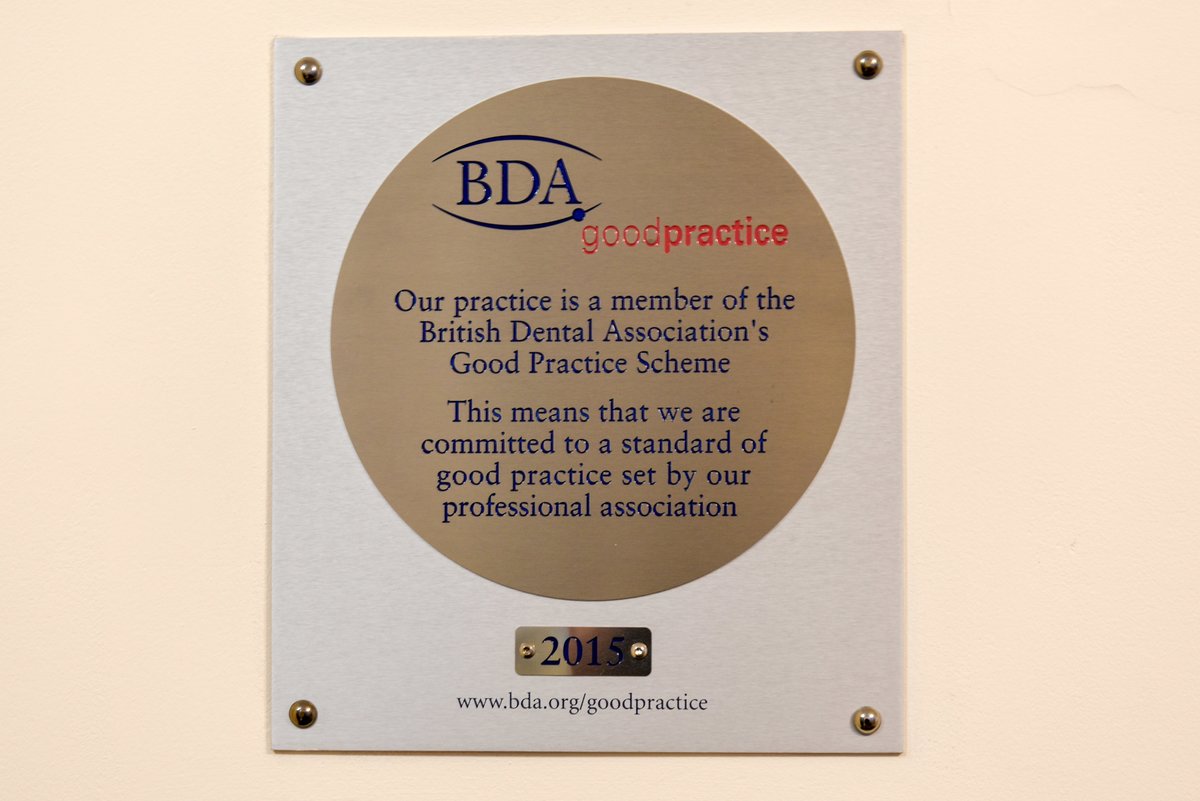 BDA
goodpractice
Our practice is a member of the
British Dental Association's
Good Practice Scheme
This means that we are
committed to a standard of
good practice set by our
professional association
2015
www.bda.org/goodpractice